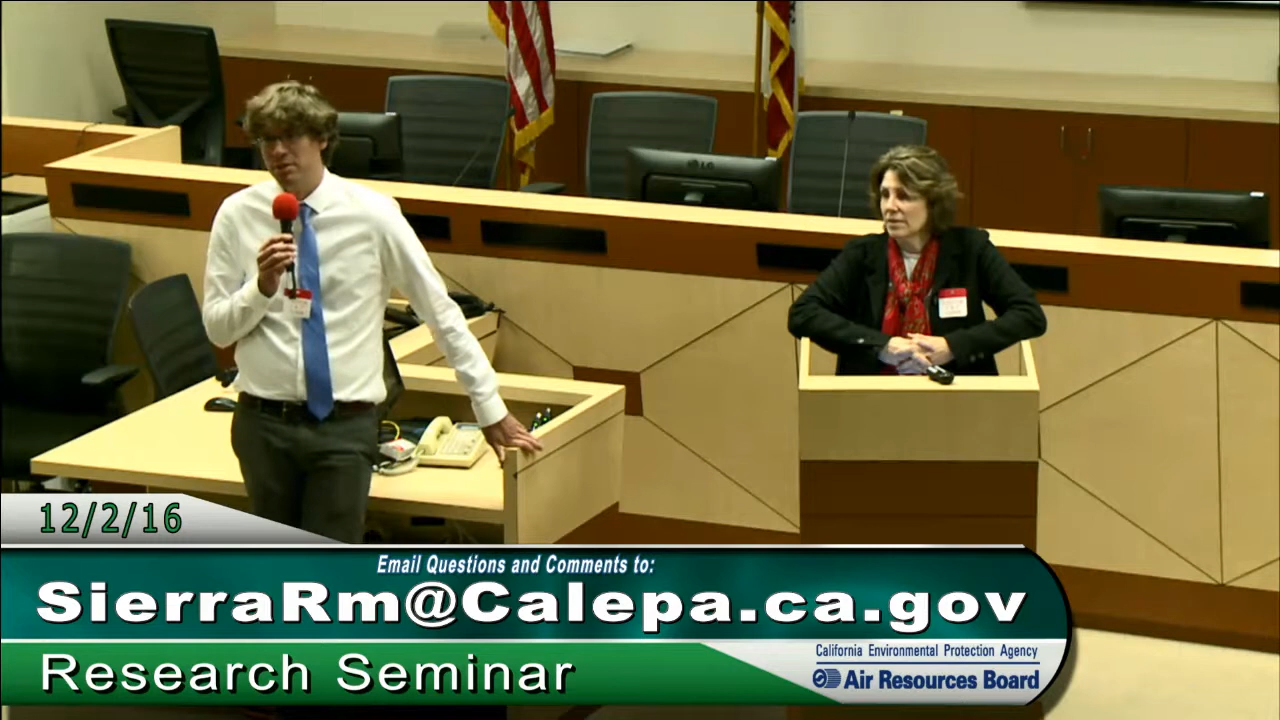 LG
12/2/16
Email Questions and Comments to:
SierraRm@Calepa.ca.gov
Research Seminar
California Environmental Protection Agency
Air Resources Board